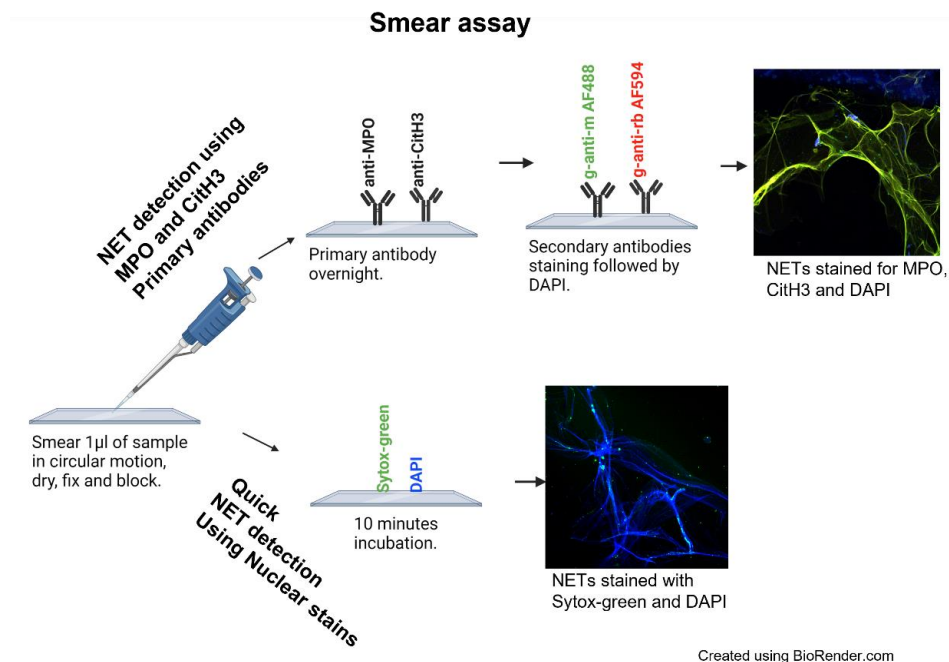 Smear assay
NET detection using
MPO and CitH3
Primary antibodies
anti-MPO
anti-CitH3
Primary antibody
overnight.
g-anti-m AF488
g-anti-rb AF594
Secondary antibodies
staining followed by
DAPI.
NETs stained for MPO,
CitH3 and DAPI
Smear 1µl of sample
in circular motion,
dry, fix and block.
Quick
NET detection
Using Nuclear stains
Sytox-green
DAPI
10 minutes
incubation.
NETs stained with
Sytox-green and DAPI
Created using BioRender.com